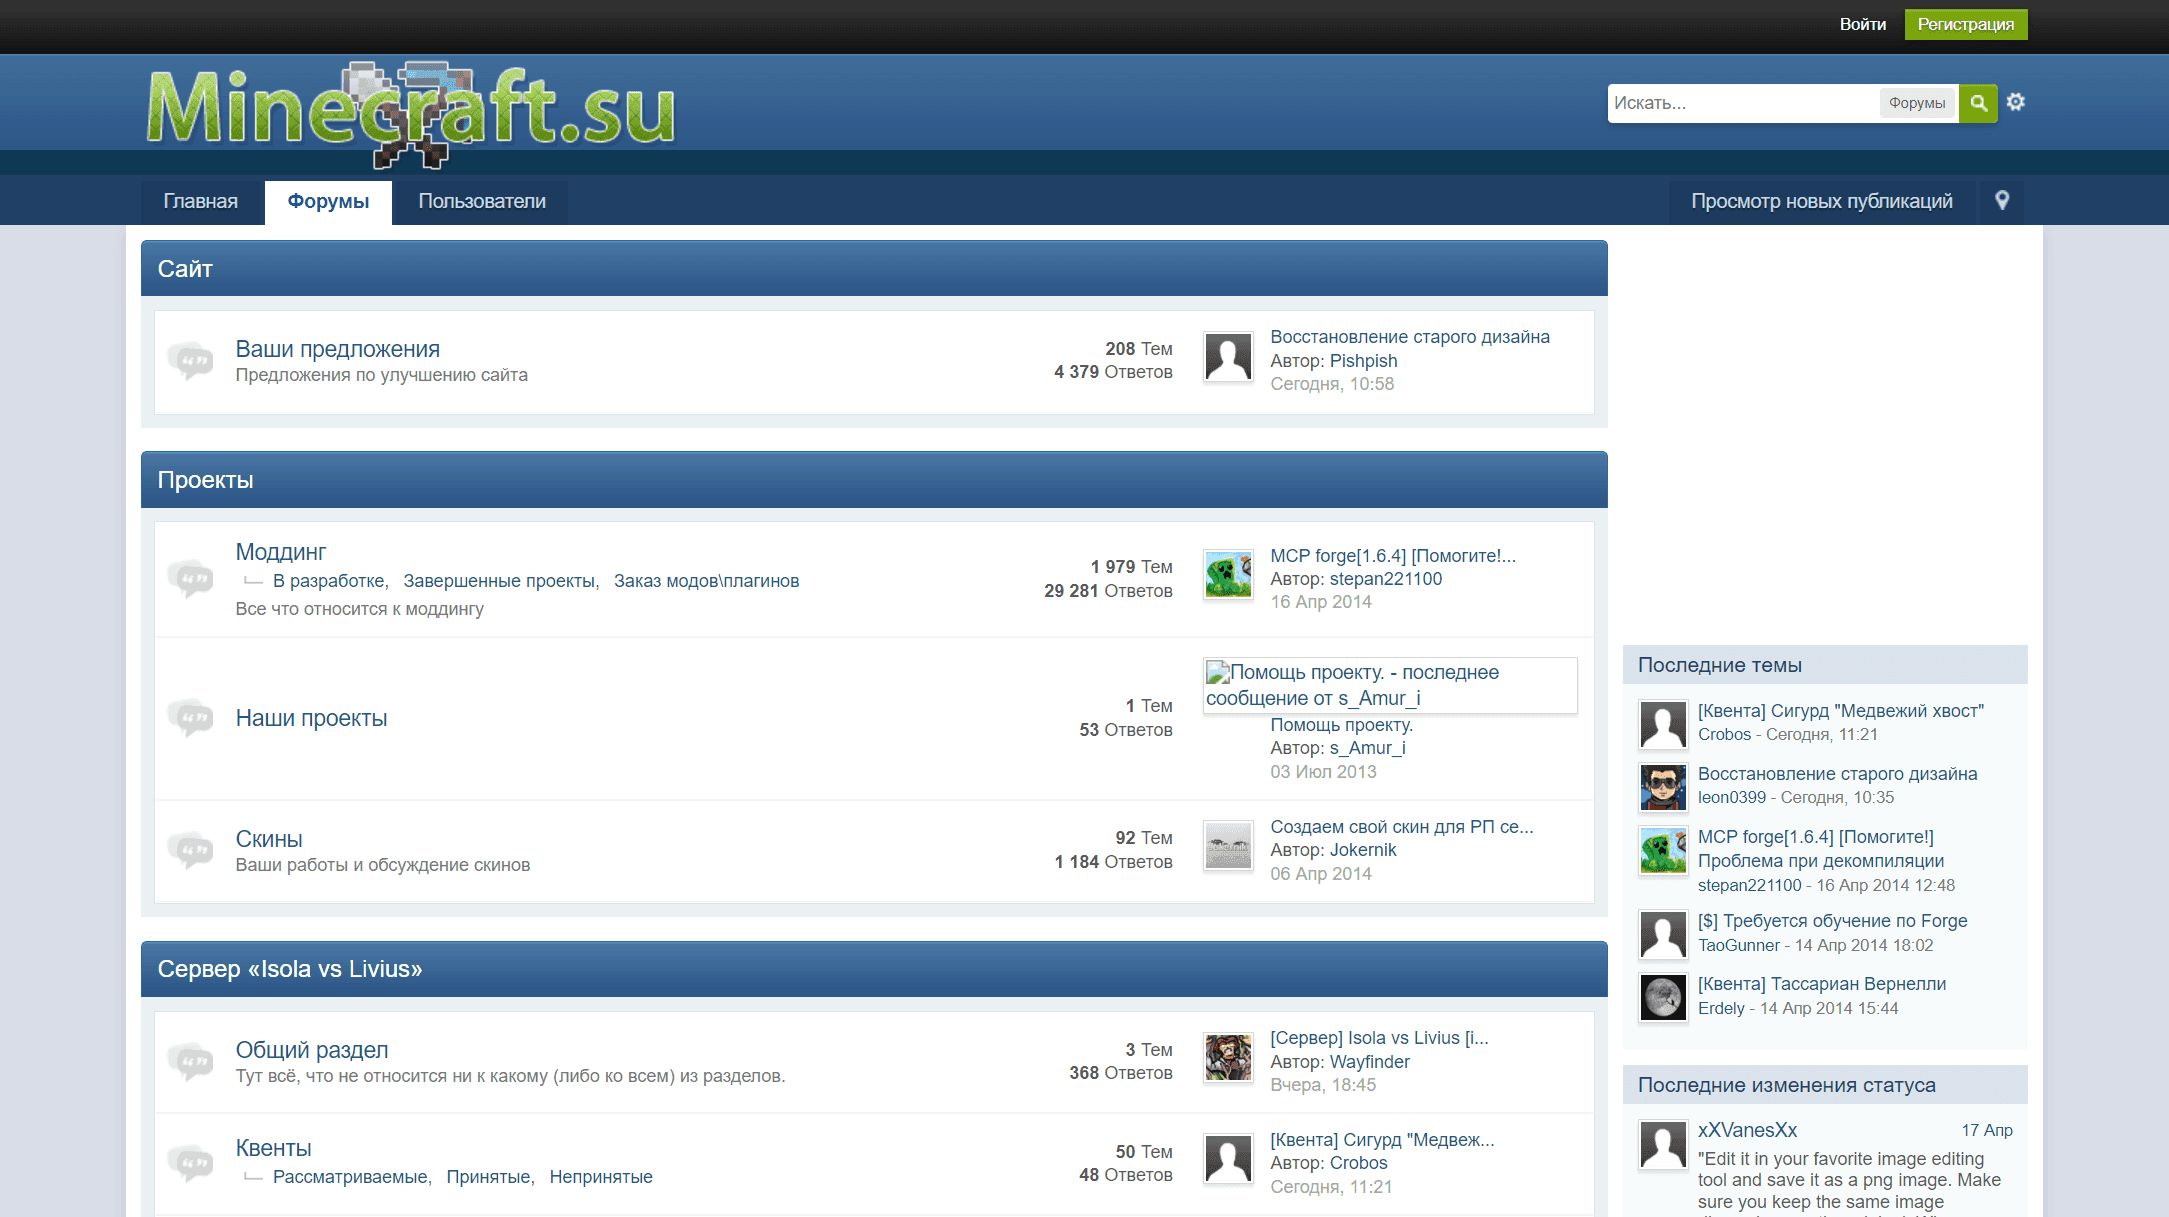 Войти
Регистрация
Minecraft.su
Искать...
Форумы
Главная
Форумы
Пользователи
Просмотр новых публикаций
Сайт
Ваши предложения
Предложения по улучшению сайта
208 Тем
4 379 Ответов
Восстановление старого дизайна
Автор: Pishpish
Сегодня, 10:58
Проекты
Моддинг
В разработке, Завершенные проекты, Заказ модов\плагинов
Все что относится к моддингу
1 979 Тем
29 281 Ответов
MCP forge[1.6.4] [Помогите!...
Автор: stepan221100
16 Апр 2014
Наши проекты
1 Тем
53 Ответов
Помощь проекту. - последнее
сообщение от s_Amur_i
Помощь проекту.
Автор: s_Amur_i
03 Июл 2013
Скины
Ваши работы и обсуждение скинов
92 Тем
1 184 Ответов
Создаем свой скин для РП се...
Автор: Jokernik
06 Апр 2014
Сервер «Isola vs Livius»
Общий раздел
Тут всё, что не относится ни к какому (либо ко всем) из разделов.
3 Тем
368 Ответов
[Сервер] Isola vs Livius [i...
Автор: Wayfinder
Вчера, 18:45
Квенты
Рассматриваемые, Принятые, Непринятые
50 Тем
48 Ответов
[Квента] Сигурд "Медвеж...
Автор: Crobos
Сегодня, 11:21
Последние темы
[Квента] Сигурд "Медвежий хвост"
Crobos - Сегодня, 11:21
Восстановление старого дизайна
leon0399 - Сегодня, 10:35
MCP forge[1.6.4] [Помогите!]
Проблема при декомпиляции
stepan221100 - 16 Апр 2014 12:48
[$] Требуется обучение по Forge
TaoGunner - 14 Апр 2014 18:02
[Квента] Тассариан Вернелли
Erdely - 14 Апр 2014 15:44
Последние изменения статуса
xXVanesXx
17 Апр
"Edit it in your favorite image editing
tool and save it as a png image. Make
sure you keep the same image